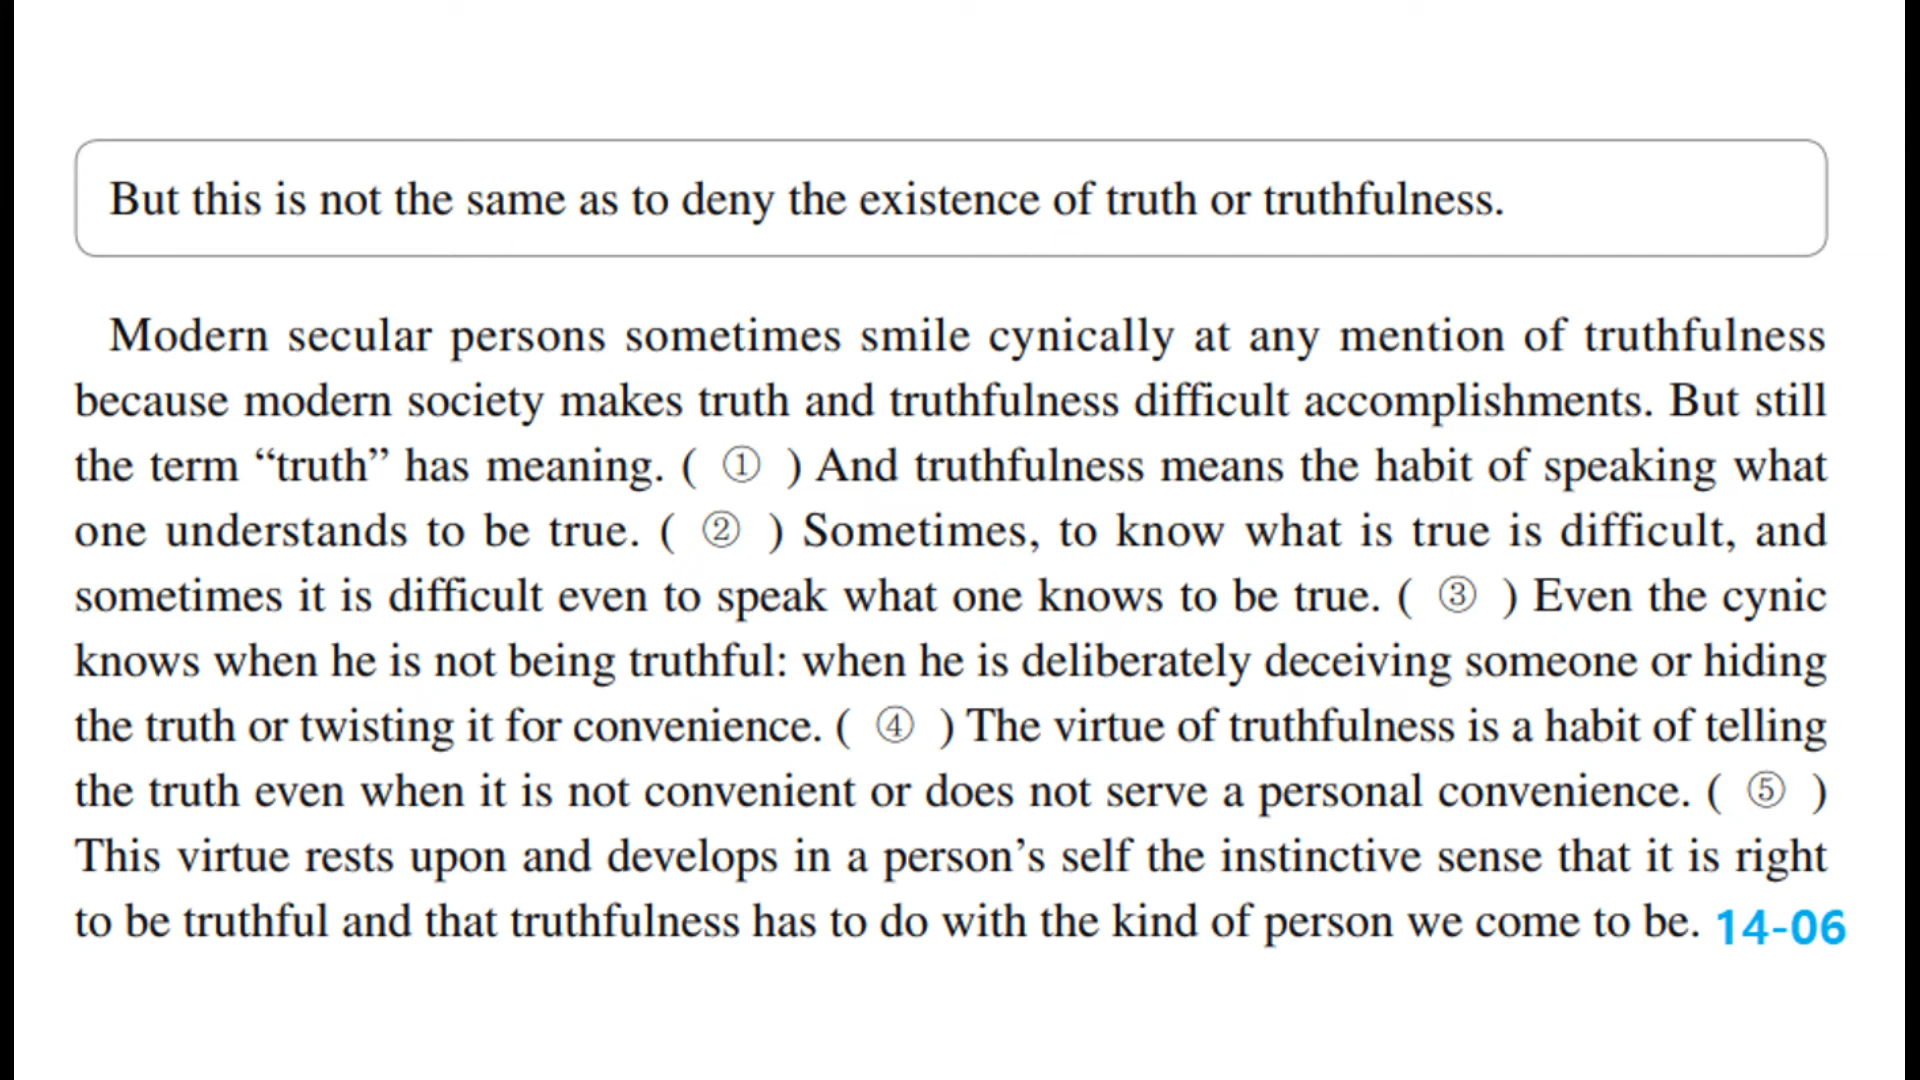 But this is not the same as to deny the existence of truth or truthfulness.
Modern secular persons sometimes smile cynically at any mention of truthfulness
because modern society makes truth and truthfulness difficult accomplishments. But still
the term “truth” has meaning. ( ① ) And truthfulness means the habit of speaking what
one understands to be true. ( ② ) Sometimes, to know what is true is difficult, and
sometimes it is difficult even to speak what one knows to be true. ( ③ ) Even the cynic
knows when he is not being truthful: when he is deliberately deceiving someone or hiding
the truth or twisting it for convenience. ( ④ ) The virtue of truthfulness is a habit of telling
the truth even when it is not convenient or does not serve a personal convenience. ( ⑤ )
This virtue rests upon and develops in a person’s self the instinctive sense that it is right
to be truthful and that truthfulness has to do with the kind of person we come to be. 14-06